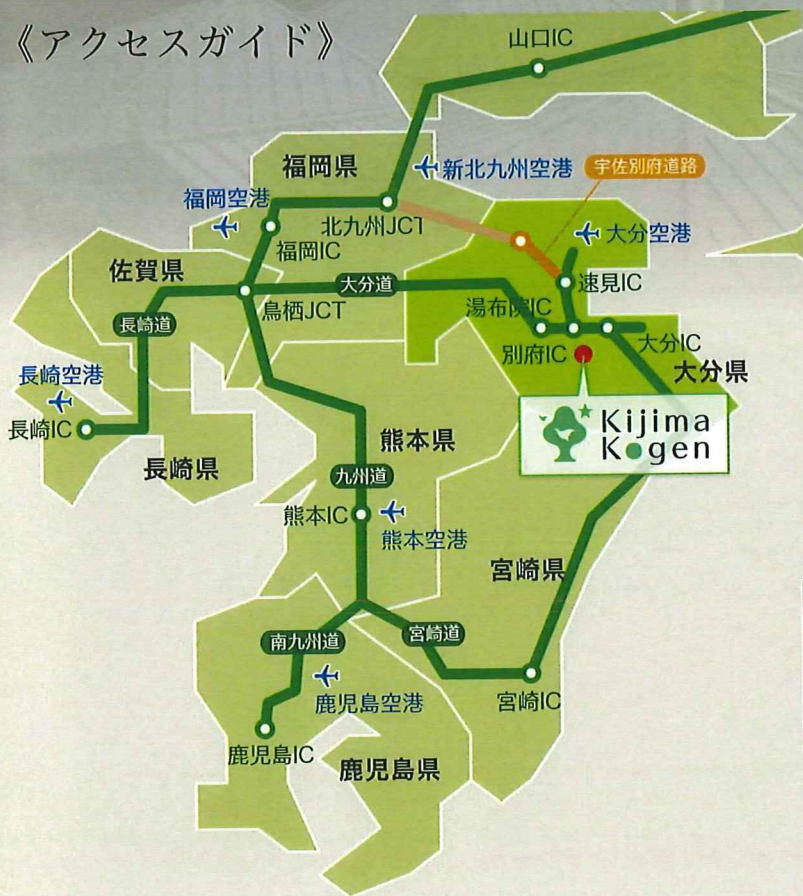 《アクセスガイド》
山口IC
福岡県
新北九州空港
宇佐別府道路
福岡空港
北九州JCT
大分空港
福岡IC
佐賀県
速見IC
大分道
鳥栖JCT
湯布院IC
長崎道
別府IC
大分IC
大分県
長崎空港
Kijima
Kogen
長崎IC
熊本県
長崎県
九州道
熊本IC
熊本空港
宮崎県
南九州道
宮崎道
鹿児島空港
宮崎IC
鹿児島IC
鹿児島県